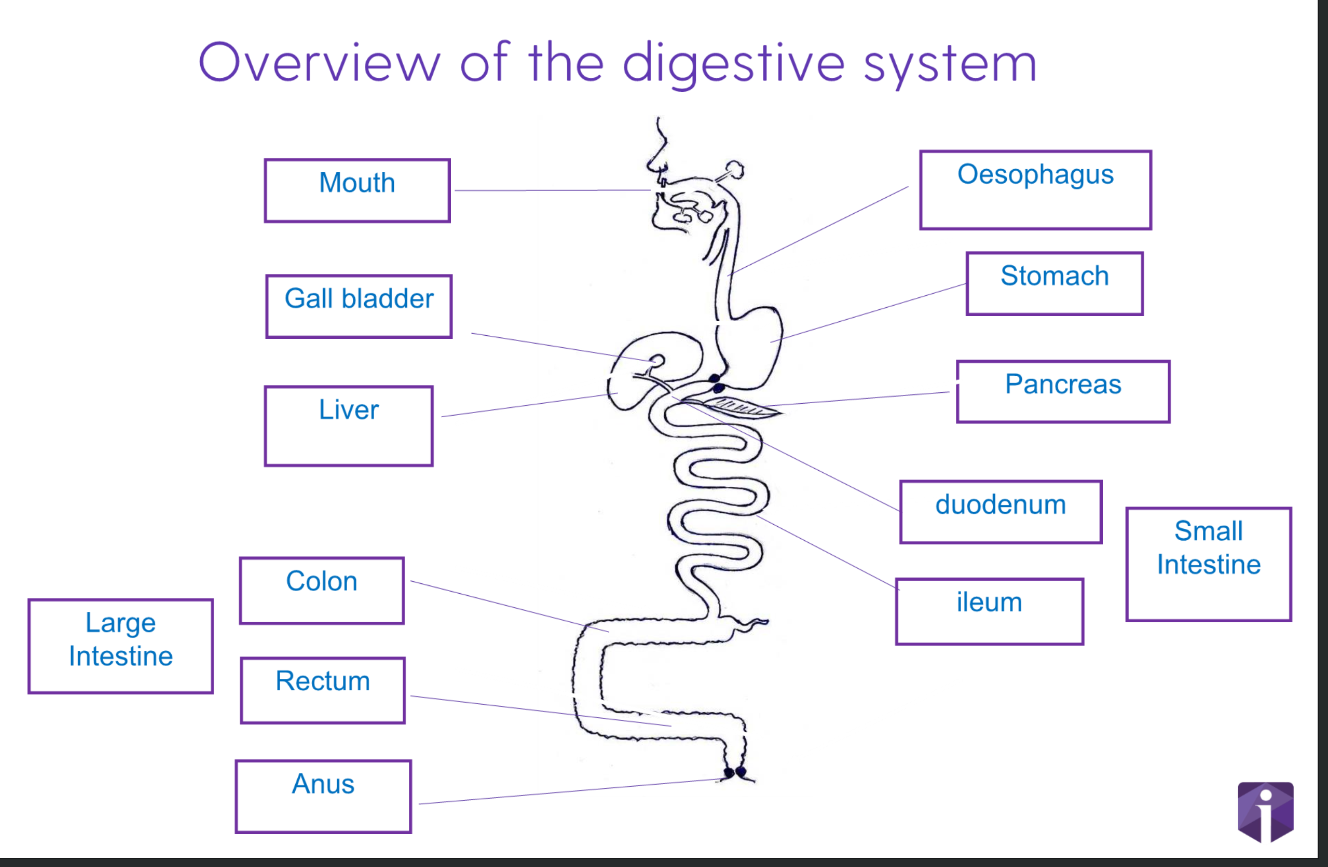 Overview of the digestive system
Mouth
Oesophagus
Gall bladder
Stomach
Liver
Pancreas
duodenum
Small
Intestine
Colon
ileum
Large
Intestine
Rectum
Anus
i